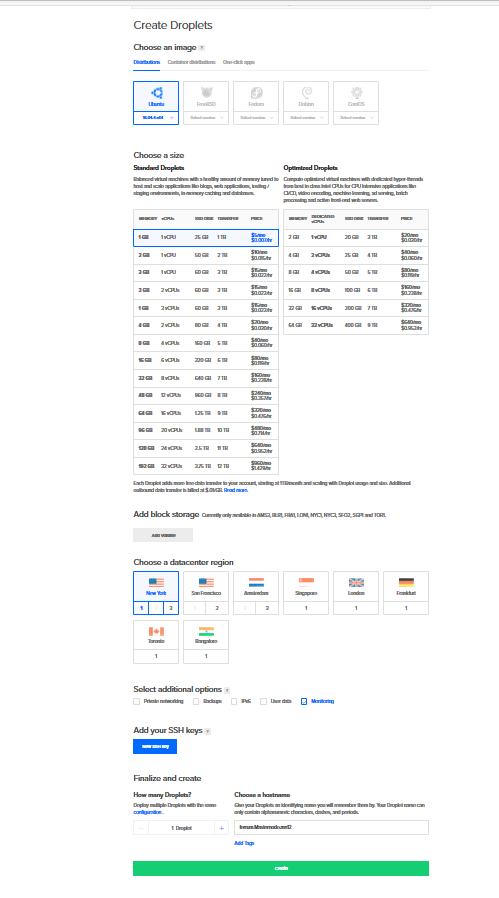 Create Droplets
Choose an image ?
Distributions Container distributions One-click apps
Ubuntu FreeBSD Fedora Debian CentOS
16.04.4 x64 Select version Select version Select version Select version
Choose a size
Standard Droplets
Balanced virtual machines with a healthy amount of memory tuned to
host and scale applications like blogs, web applications, testing /
staging environments, in-memory caching and databases.
MEMORY vCPUs SSD DISK TRANSFER PRICE
1 GB 1 vCPU 25 GB 1 TB $5/mo
$0.007/hr
2 GB 1 vCPU 50 GB 2 TB $10/mo
$0.015/hr
3 GB 1 vCPU 60 GB 3 TB $15/mo
$0.022/hr
2 GB 2 vCPUs 60 GB 3 TB $15/mo
$0.022/hr
1 GB 3 vCPUs 60 GB 3 TB $15/mo
$0.022/hr
4 GB 2 vCPUs 80 GB 4 TB $20/mo
$0.030/hr
8 GB 4 vCPUs 160 GB 5 TB $40/mo
$0.060/hr
16 GB 6 vCPUs 320 GB 6 TB $80/mo
$0.119/hr
32 GB 8 vCPUs 640 GB 7 TB $160/mo
$0.238/hr
48 GB 12 vCPUs 960 GB 8 TB $240/mo
$0.357/hr
64 GB 16 vCPUs 1.25 TB 9 TB $320/mo
$0.476/hr
96 GB 20 vCPUs 1.88 TB 10 TB $480/mo
$0.714/hr
128 GB 24 vCPUs 2.5 TB 11 TB $640/mo
$0.952/hr
192 GB 32 vCPUs 3.75 TB 12 TB $960/mo
$1.429/hr
Optimized Droplets
Compute optimized virtual machines with dedicated hyper-threads
from best in class Intel CPUs for CPU Intensive applications like
CI/CD, video encoding, machine learning, ad serving, batch
processing and active front-end web servers.
MEMORY DEDICATED
vCPUs SSD DISK TRANSFER PRICE
2 GB 1 vCPU 20 GB 3 TB $20/mo
$0.030/hr
4 GB 2 vCPUs 25 GB 4 TB $40/mo
$0.060/hr
8 GB 4 vCPUs 50 GB 5 TB $80/mo
$0.119/hr
16 GB 8 vCPUs 100 GB 6 TB $160/mo
$0.238/hr
32 GB 16 vCPUs 200 GB 7 TB $320/mo
$0.476/hr
64 GB 32 vCPUs 400 GB 9 TB $640/mo
$0.952/hr
Each Droplet adds more free data transfer to your account, starting at 1TB/month and scaling with Droplet usage and size. Additional
outbound data transfer is billed at $.01/GB. Read more.
Add block storage Currently only available in AMS3, BLR1, FRA1, LON1, NYC1, NYC3, SFO2, SGP1 and TOR1.
Add Volume
Choose a datacenter region
New York San Francisco Amsterdam Singapore London Frankfurt
1 2 3 1 2 2 3 1 1 1
Toronto Bangalore
1 1
Select additional options ?
Private networking Backups IPv6 User data Monitoring
Add your SSH keys ?
New SSH Key
Finalize and create
How many Droplets?
Deploy multiple Droplets with the same
configuration .
− 1 Droplet +
Choose a hostname
Give your Droplets an identifying name you will remember them by. Your Droplet name can
only contain alphanumeric characters, dashes, and periods.
Add Tags
Create